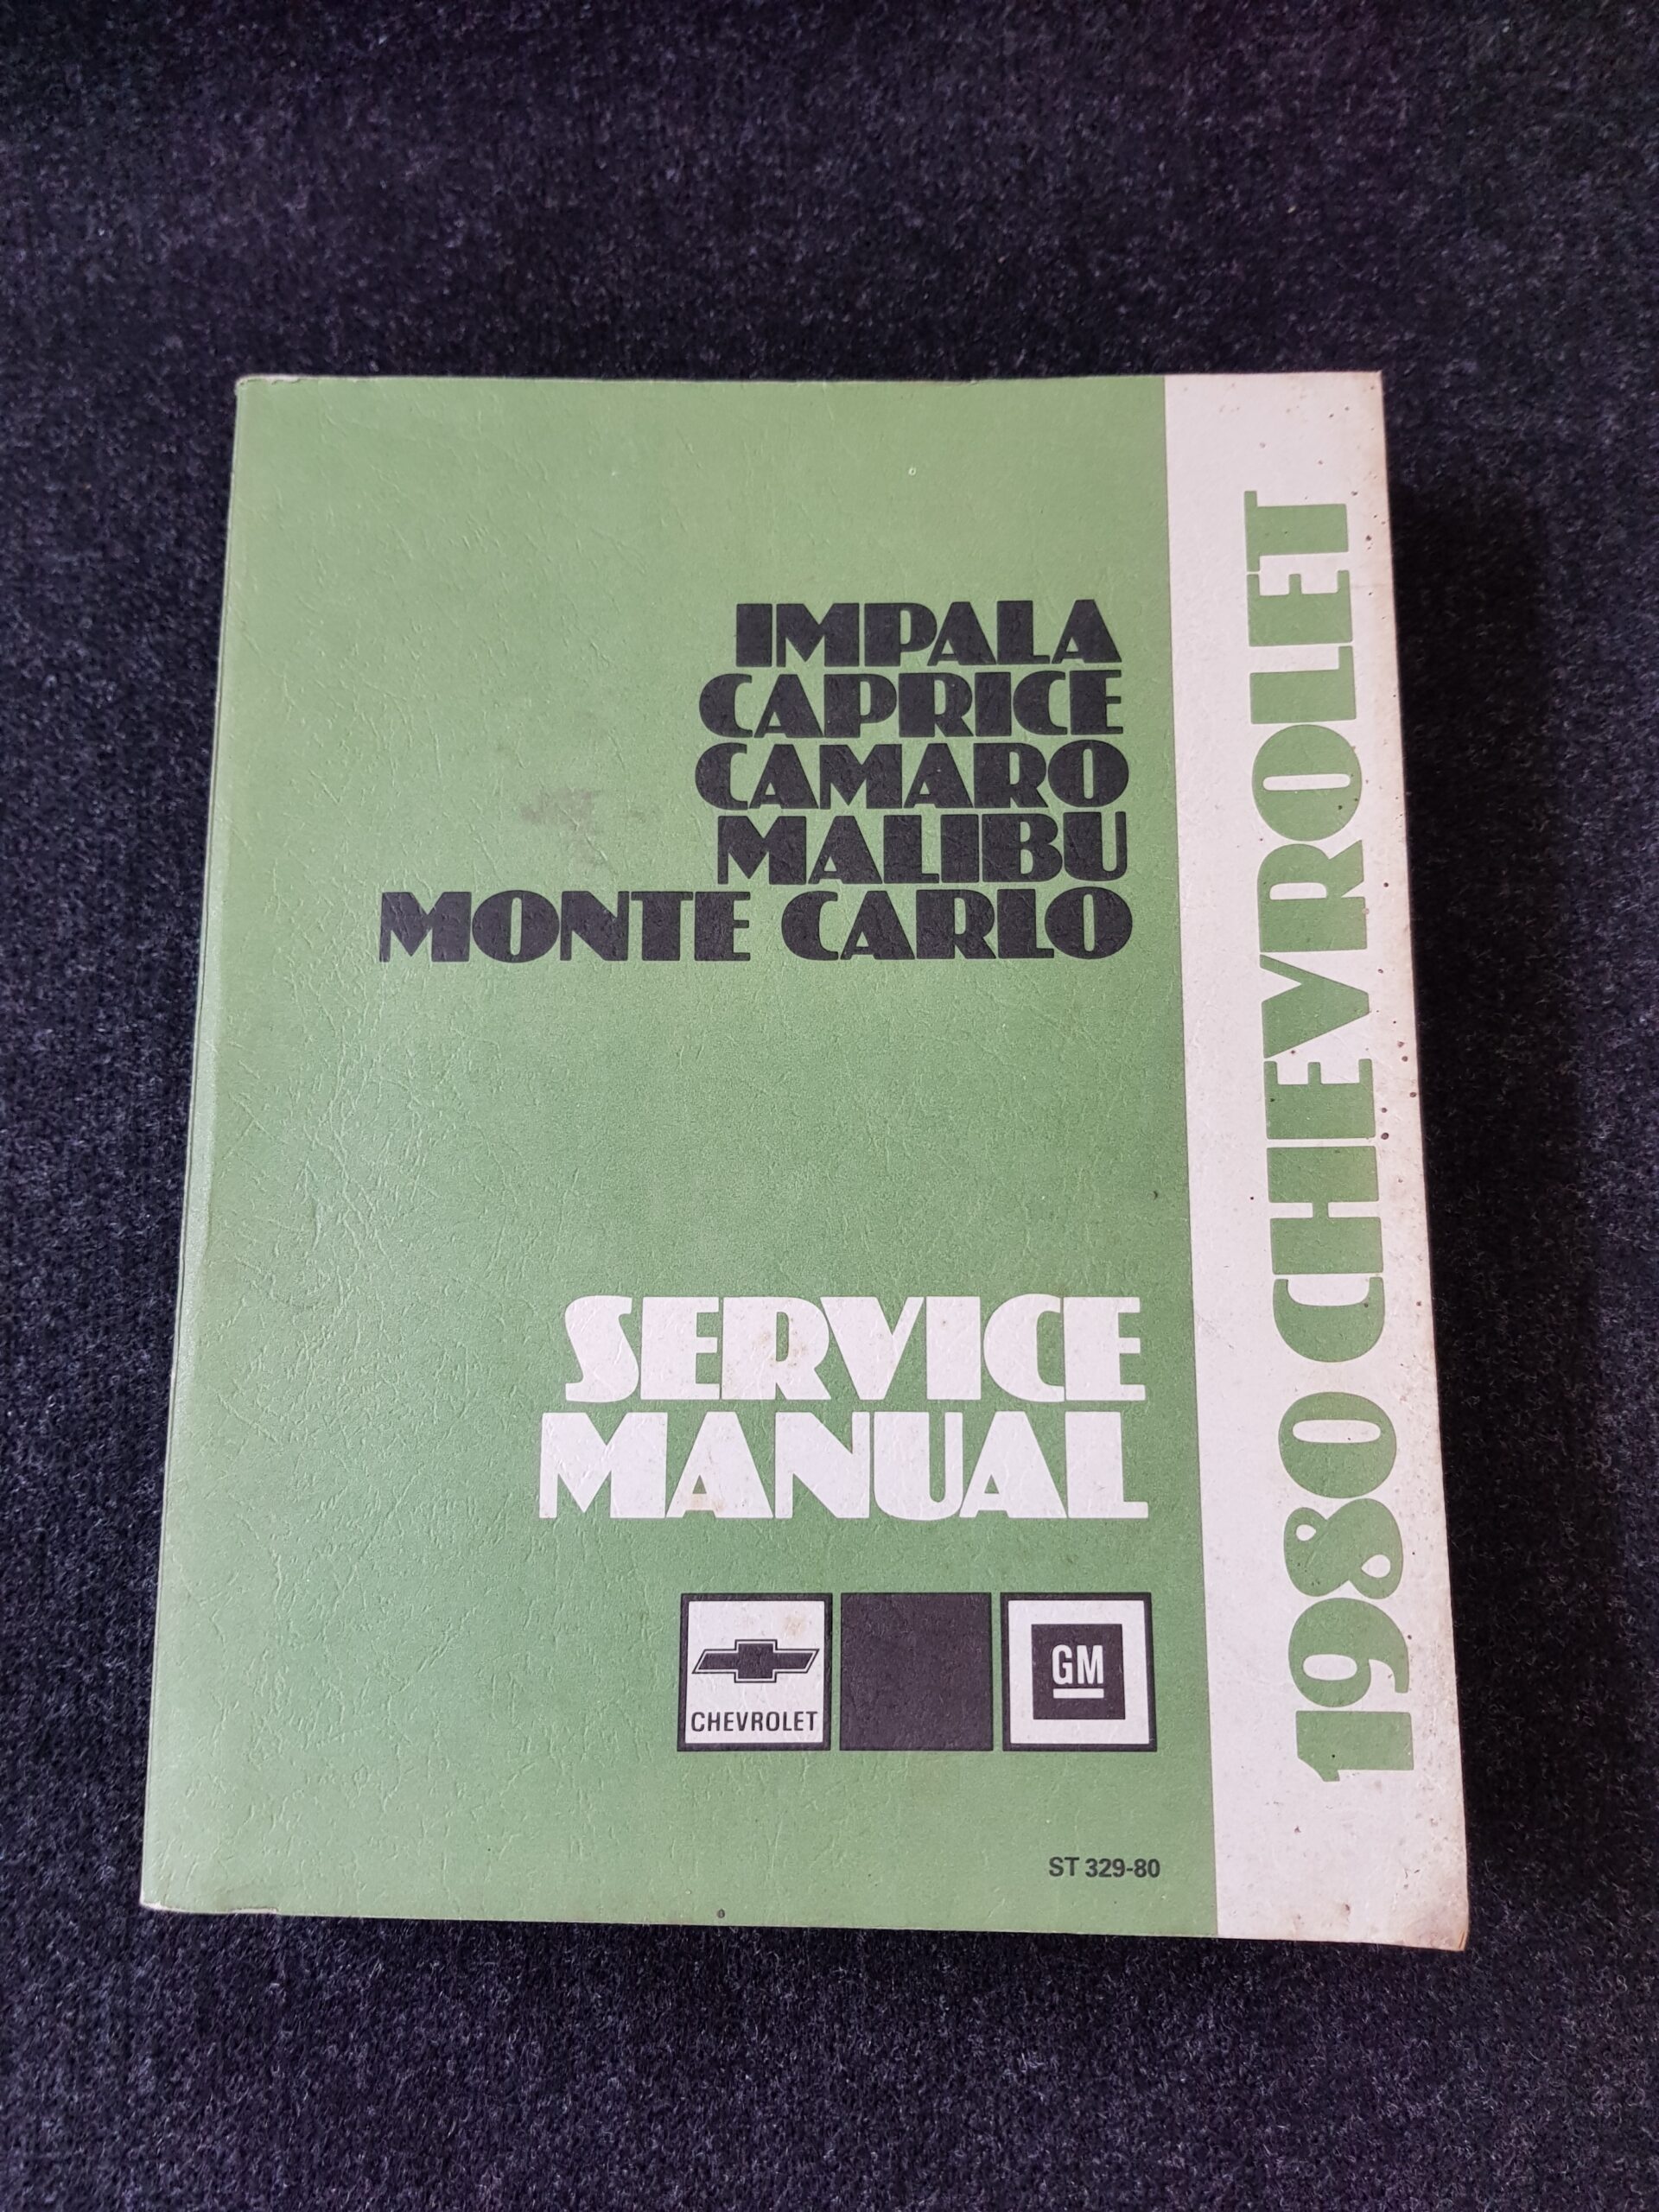 IMPALA
CAPRICE
CAMARO
MALIBU
MONTE CARLO
SERVICE
MANUAL
CHEVROLET
GM
ST 329-80
1980 CHEVROLET